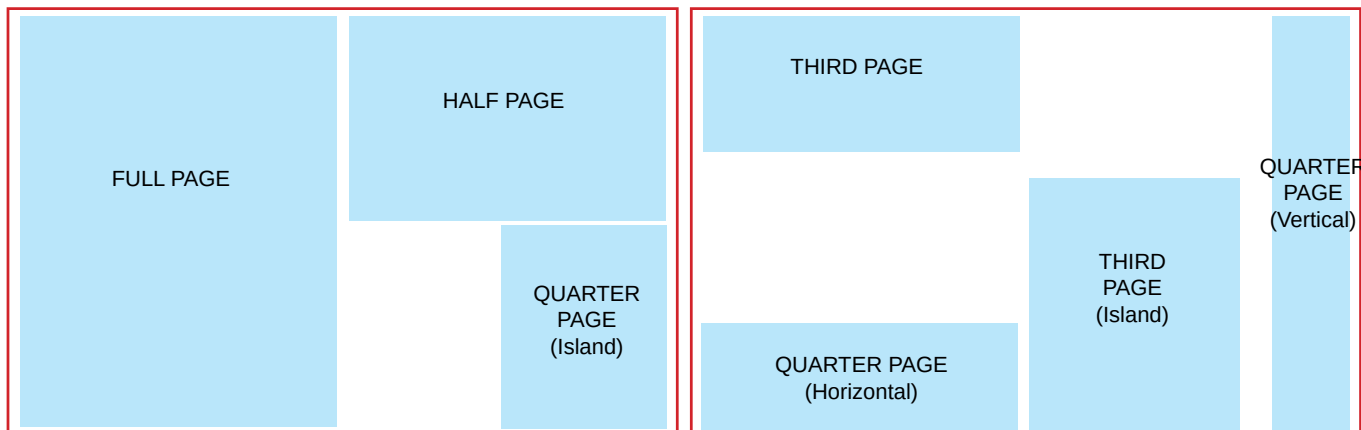 FULL PAGE
HALF PAGE
QUARTER
PAGE
(Island)
THIRD PAGE
QUARTER PAGE
(Horizontal)
THIRD
PAGE
(Island)
QUARTER
PAGE
(Vertical)